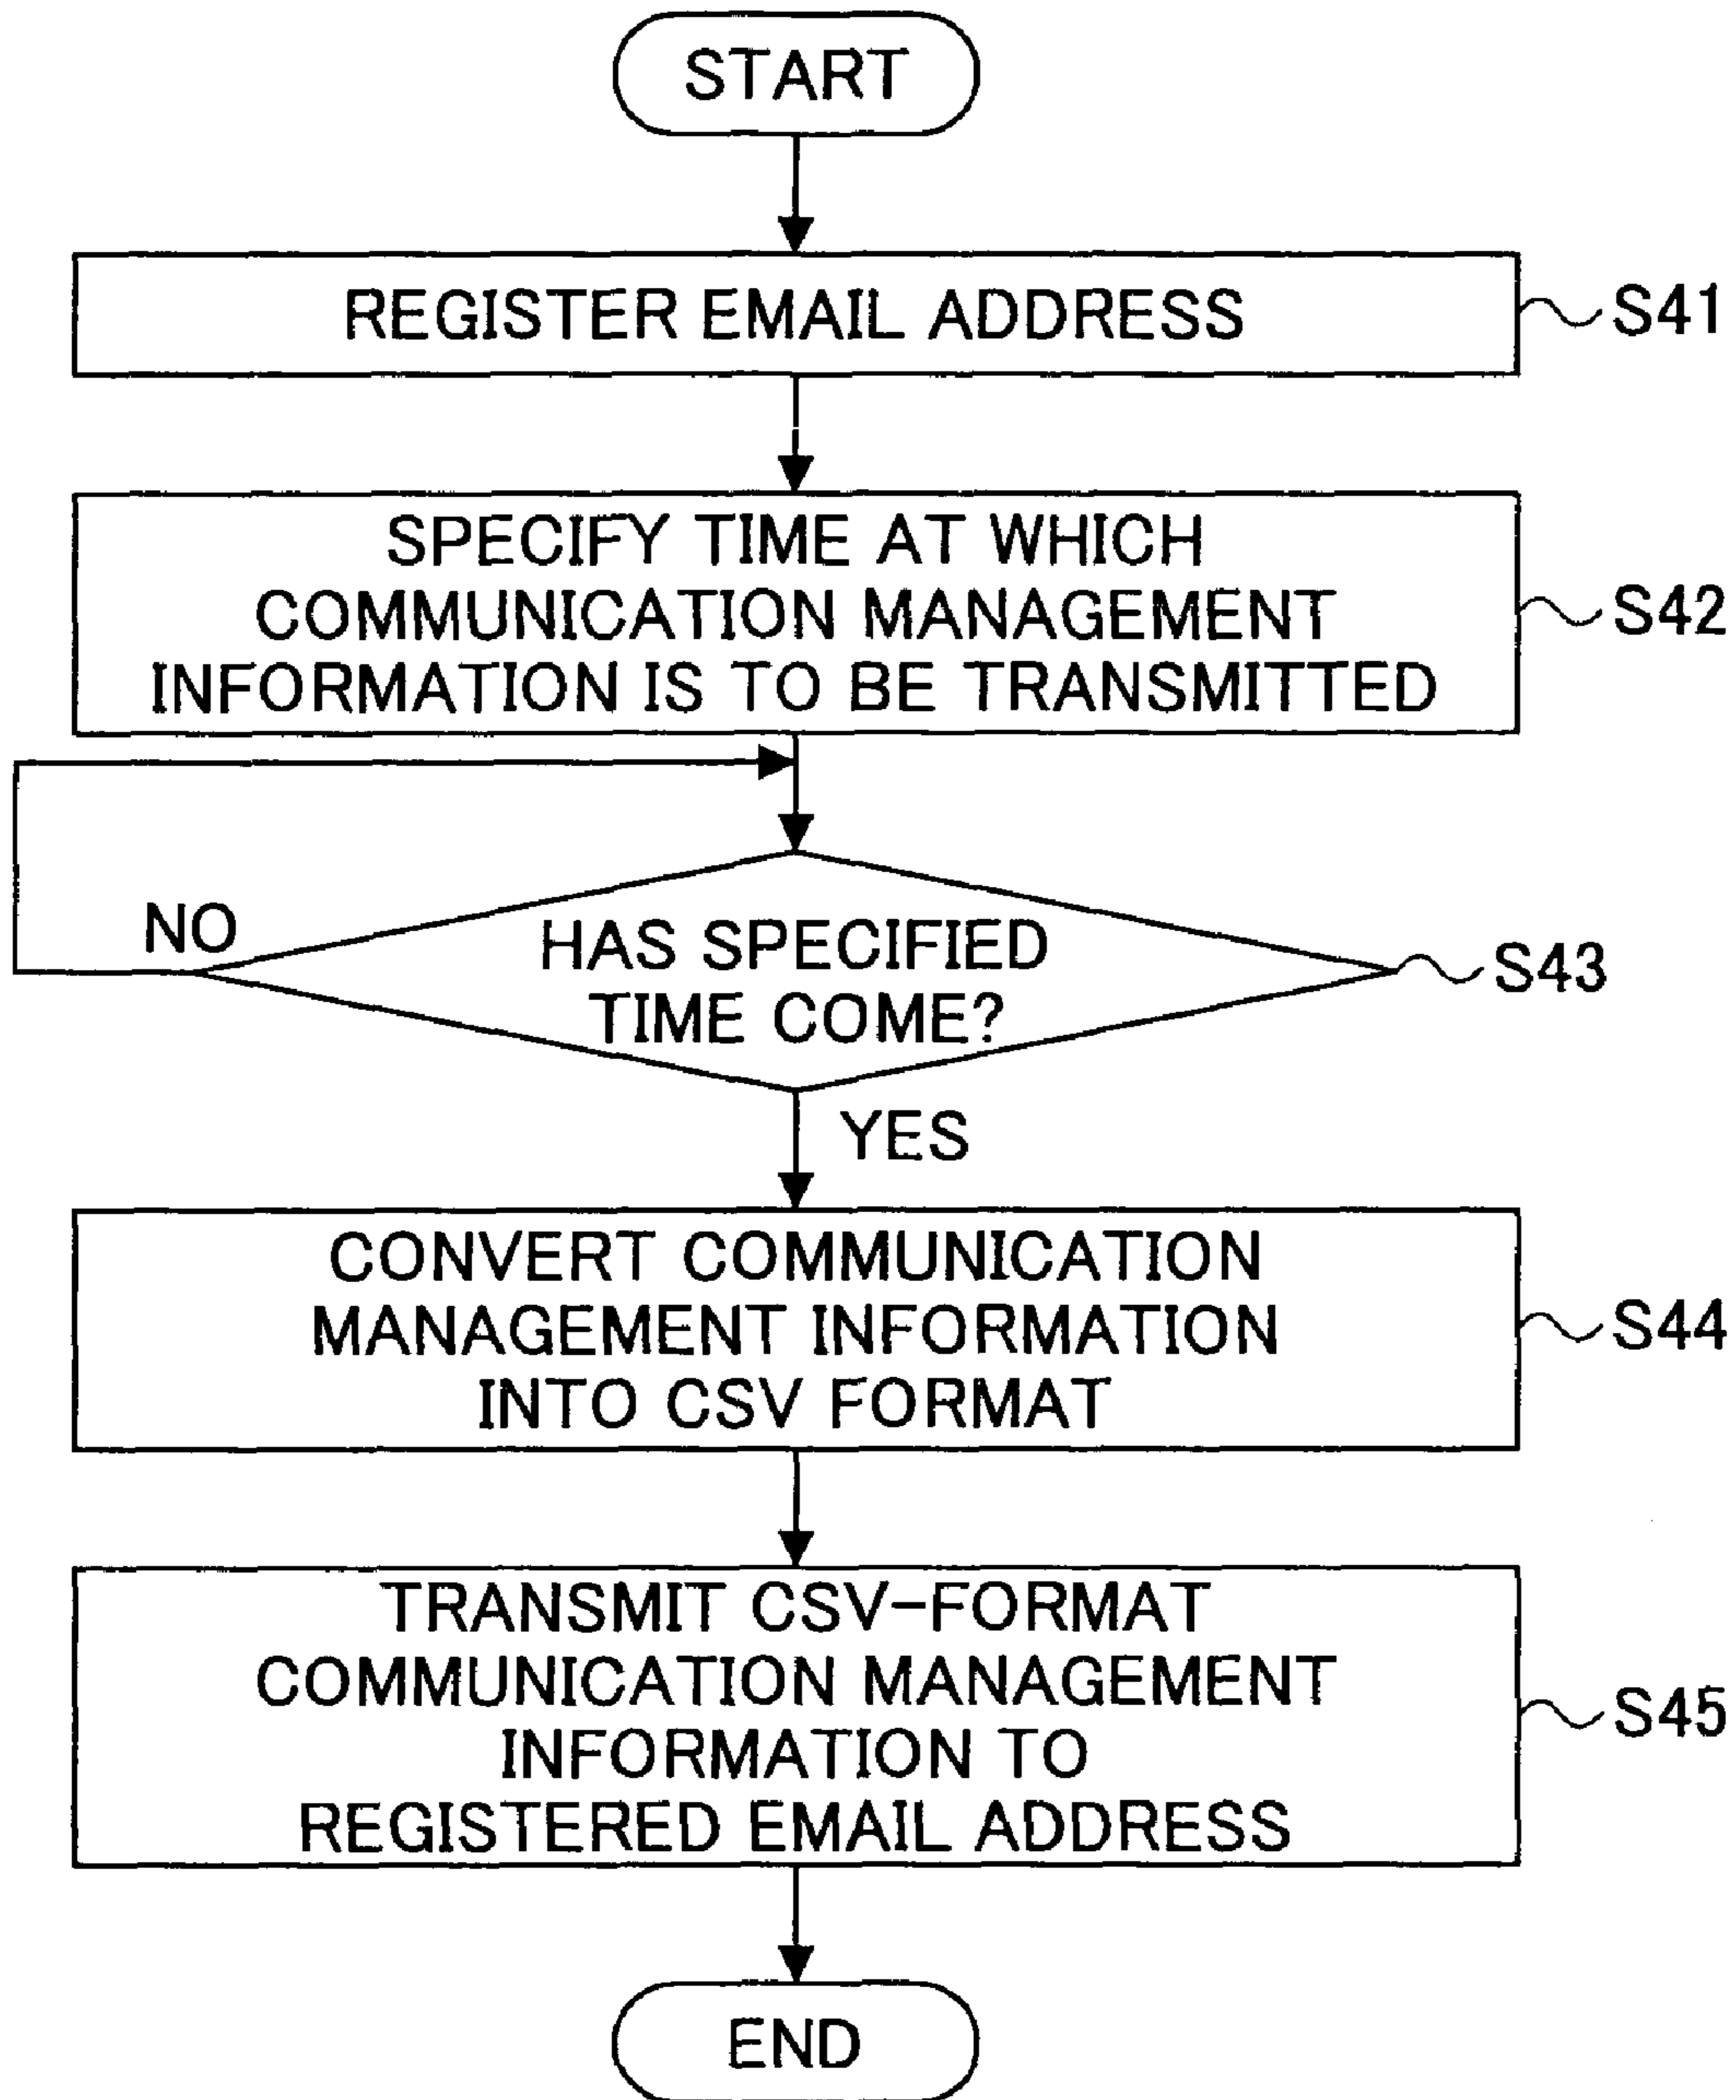 START
REGISTER EMAIL ADDRESS
S41
SPECIFY TIME AT WHICH
COMMUNICATION MANAGEMENT
INFORMATION IS TO BE TRANSMITTED
S42
NO
HAS SPECIFIED
TIME COME?
S43
YES
CONVERT COMMUNICATION
MANAGEMENT INFORMATION
INTO CSV FORMAT
S44
TRANSMIT CSV-FORMAT
COMMUNICATION MANAGEMENT
INFORMATION TO
REGISTERED EMAIL ADDRESS
S45
END